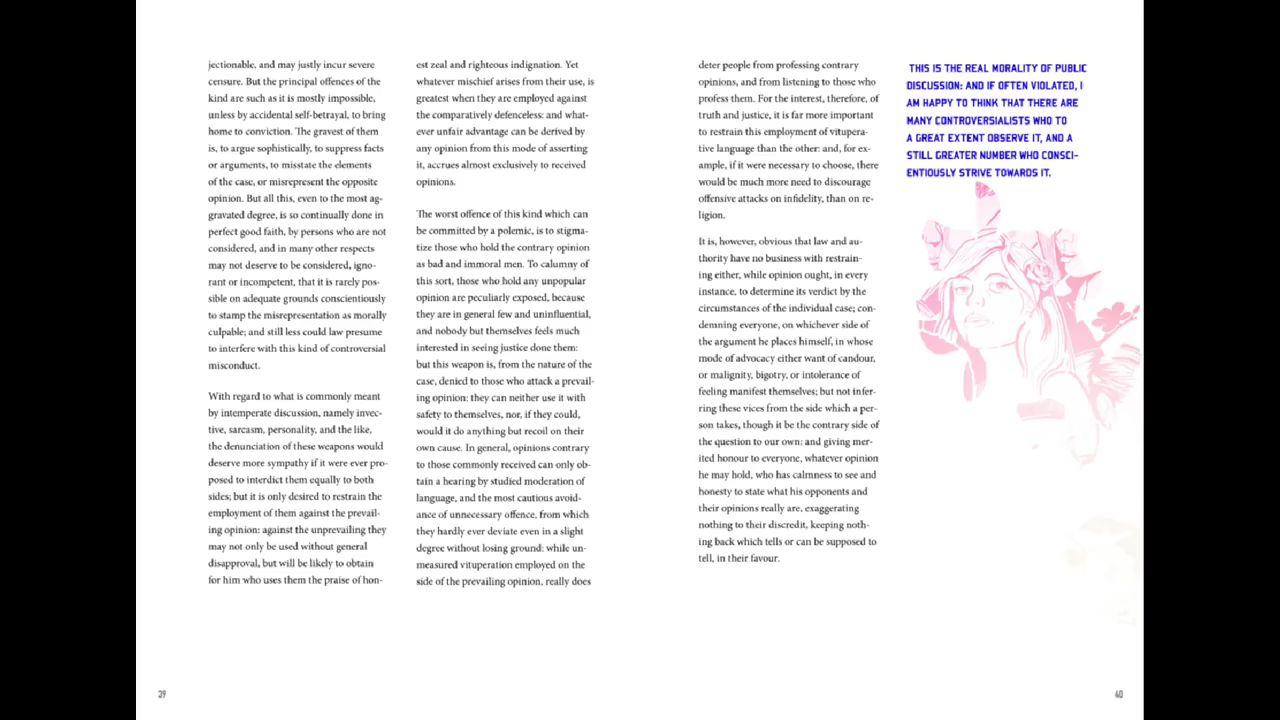 jectionable, and may justly incur severe
censure. But the principal offences of the
kind are such as it is mostly impossible,
unless by accidental self-betrayal, to bring
home to conviction. The gravest of them
is, to argue sophistically, to suppress facts
or arguments, to misstate the elements
of the case, or misrepresent the opposite
opinion. But all this, even to the most ag-
gravated degree, is so continually done in
perfect good faith, by persons who are not
considered, and in many other respects
may not deserve to be considered, igno-
rant or incompetent, that it is rarely pos-
sible on adequate grounds conscientiously
to stamp the misrepresentation as morally
culpable; and still less could law presume
to interfere with this kind of controversial
misconduct.
With regard to what is commonly meant
by intemperate discussion, namely invec-
tive, sarcasm, personality, and the like,
the denunciation of these weapons would
deserve more sympathy if it were ever pro-
posed to interdict them equally to both
sides; but it is only desired to restrain the
employment of them against the prevail-
ing opinion: against the unprevailing they
may not only be used without general
disapproval, but will be likely to obtain
for him who uses them the praise of hon-
est zeal and righteous indignation. Yet
whatever mischief arises from their use, is
greatest when they are employed against
the comparatively defenceless: and what-
ever unfair advantage can be derived by
any opinion from this mode of asserting
it, accrues almost exclusively to received
opinions.
The worst offence of this kind which can
be committed by a polemic, is to stigma-
tize those who hold the contrary opinion
as bad and immoral men. To calumny of
this sort, those who hold any unpopular
opinion are peculiarly exposed, because
they are in general few and uninfluential,
and nobody but themselves feels much
interested in seeing justice done them:
but this weapon is, from the nature of the
case, denied to those who attack a prevail-
ing opinion: they can neither use it with
safety to themselves, nor, if they could,
would it do anything but recoil on their
own cause. In general, opinions contrary
to those commonly received can only ob-
tain a hearing by studied moderation of
language, and the most cautious avoid-
ance of unnecessary offence, from which
they hardly ever deviate even in a slight
degree without losing ground: while un-
measured vituperation employed on the
side of the prevailing opinion, really does
deter people from professing contrary
opinions, and from listening to those who
profess them. For the interest, therefore, of
truth and justice, it is far more important
to restrain this employment of vitupera-
tive language than the other: and, for ex-
ample, if it were necessary to choose, there
would be much more need to discourage
offensive attacks on infidelity, than on re-
ligion.
It is, however, obvious that law and au-
thority have no business with restrain-
ing either, while opinion ought, in every
instance, to determine its verdict by the
circumstances of the individual case; con-
demning everyone, on whichever side of
the argument he places himself, in whose
mode of advocacy either want of candour,
or malignity, bigotry, or intolerance of
feeling manifest themselves; but not infer-
ring these vices from the side which a per-
son takes, though it be the contrary side of
the question to our own: and giving mer-
ited honour to everyone, whatever opinion
he may hold, who has calmness to see and
honesty to state what his opponents and
their opinions really are, exaggerating
nothing to their discredit, keeping noth-
ing back which tells or can be supposed to
tell, in their favour.
THIS IS THE REAL MORALITY OF PUBLIC
DISCUSSION: AND IF OFTEN VIOLATED, I
AM HAPPY TO THINK THAT THERE ARE
MANY CONTROVERSIALISTS WHO TO
A GREAT EXTENT OBSERVE IT, AND A
STILL GREATER NUMBER WHO CONSCI-
ENTIOUSLY STRIVE TOWARDS IT.
39
40